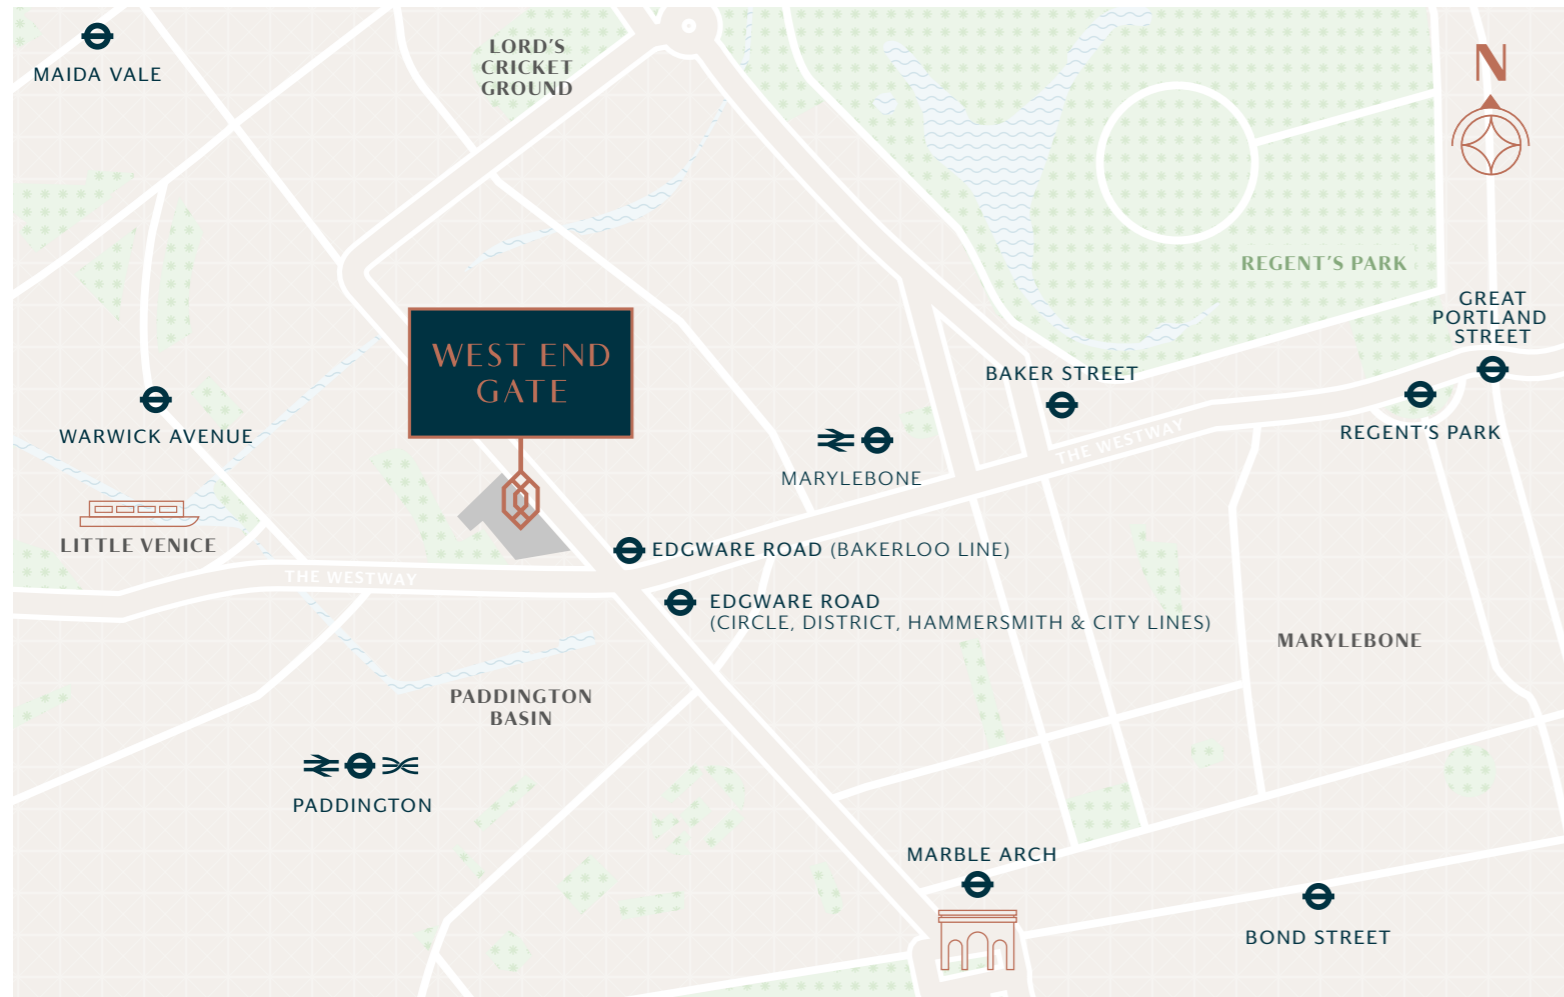 MAIDA VALE
LORD'S
CRICKET
GROUND
N
REGENT'S PARK
GREAT
PORTLAND
STREET
WEST END
GATE
BAKER STREET
WARWICK AVENUE
REGENT'S PARK
THE WESTWAY
MARYLEBONE
LITTLE VENICE
EDGWARE ROAD (BAKERLOO LINE)
THE WESTWAY
EDGWARE ROAD
(CIRCLE, DISTRICT, HAMMERSMITH & CITY LINES)
MARYLEBONE
PADDINGTON
BASIN
PADDINGTON
MARBLE ARCH
BOND STREET